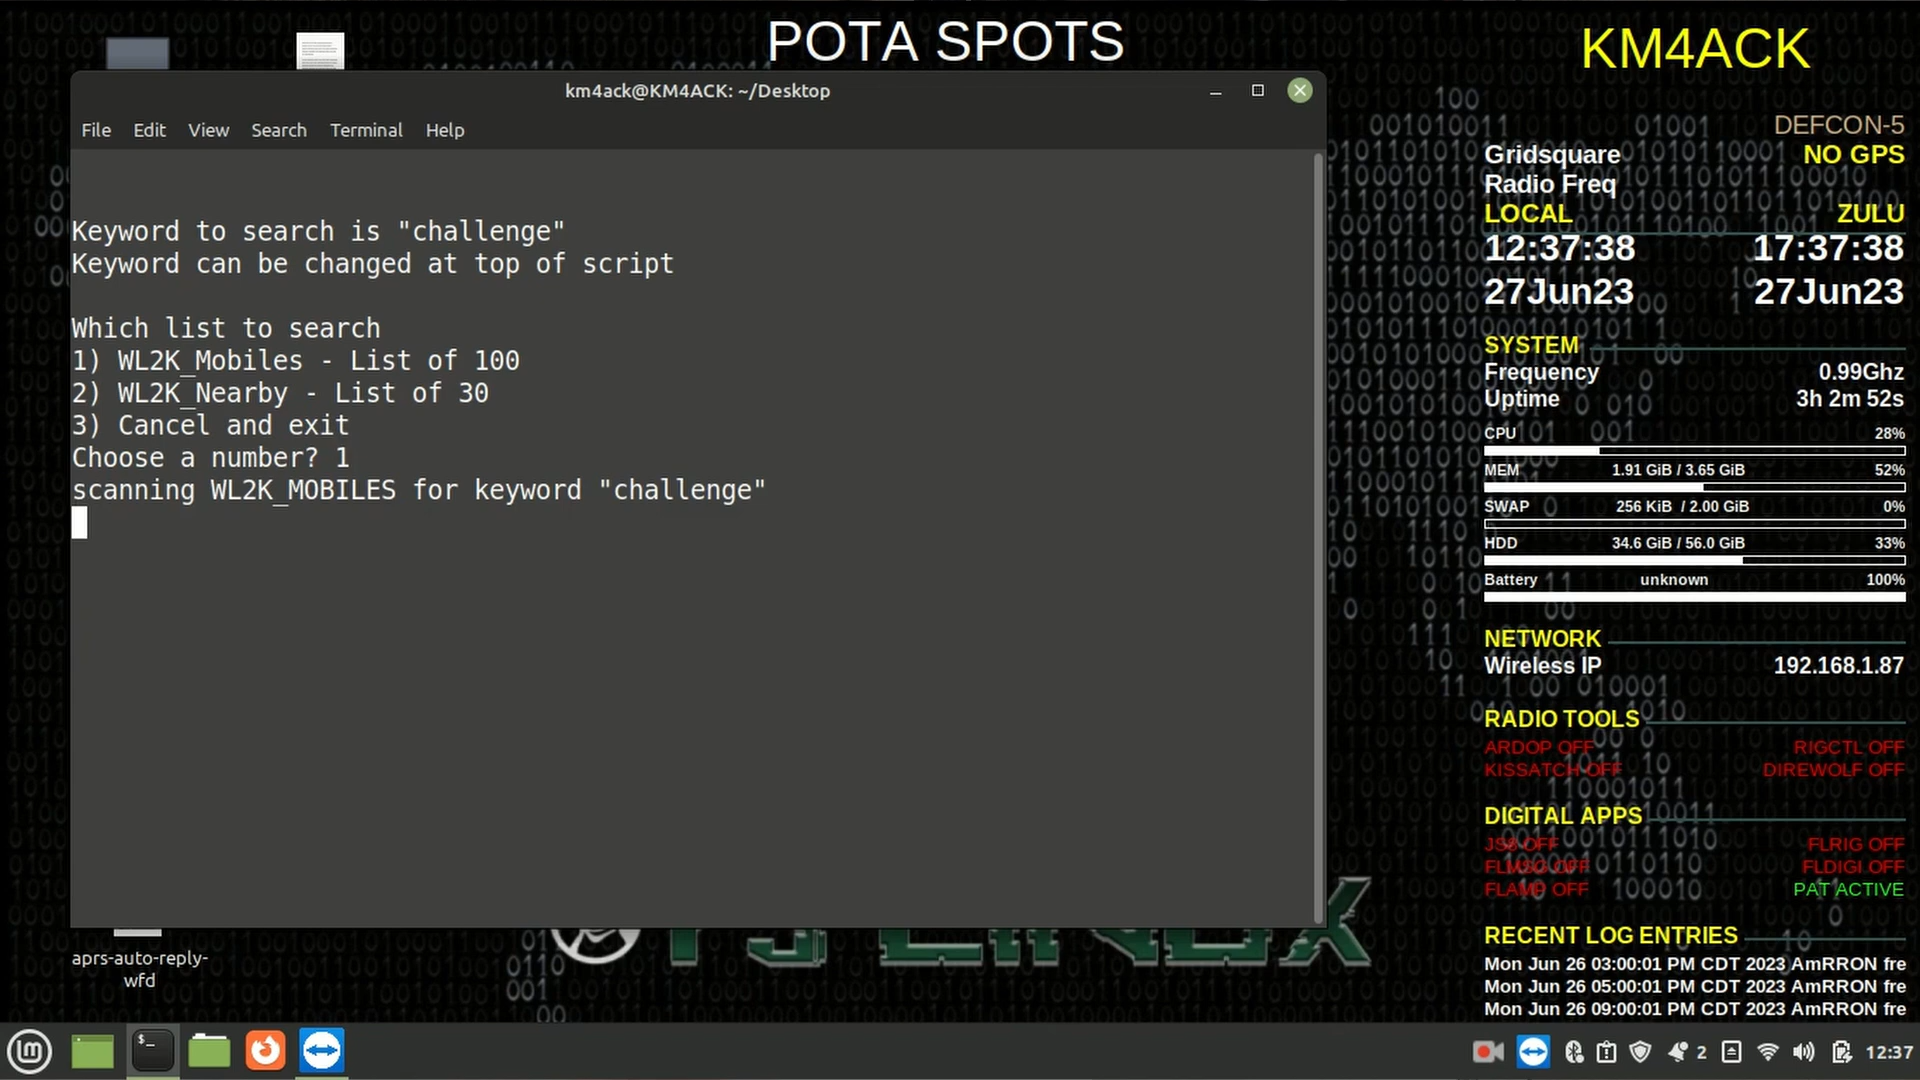 POTA SPOTS
KM4ACK
km4ack@KM4ACK: ~/Desktop
File Edit View Search Terminal Help
Keyword to search is "challenge"
Keyword can be changed at top of script
Which list to search
1) WL2K_Mobiles - List of 100
2) WL2K_Nearby - List of 30
3) Cancel and exit
Choose a number? 1
scanning WL2K_MOBILES for keyword "challenge"
aprs-auto-reply-
wfd
DEFCON-5
Gridsquare NO GPS
Radio Freq
LOCAL ZULU
12:37:38 17:37:38
27Jun23 27Jun23
SYSTEM
Frequency 0.99Ghz
Uptime 3h 2m 52s
CPU 28%
MEM 1.91 GiB / 3.65 GiB 52%
SWAP 256 KiB / 2.00 GiB 0%
HDD 34.6 GiB / 56.0 GiB 33%
Battery unknown 100%
NETWORK
Wireless IP 192.168.1.87
RADIO TOOLS
ARDOP OFF RIGCTL OFF
KISSATCH OFF DIREWOLF OFF
DIGITAL APPS
JS8 OFF FLRIG OFF
FLMSG OFF FLDIGI OFF
FLAMP OFF PAT ACTIVE
RECENT LOG ENTRIES
Mon Jun 26 03:00:01 PM CDT 2023 AmRRON fre
Mon Jun 26 05:00:01 PM CDT 2023 AmRRON fre
Mon Jun 26 09:00:01 PM CDT 2023 AmRRON fre
2 12:37